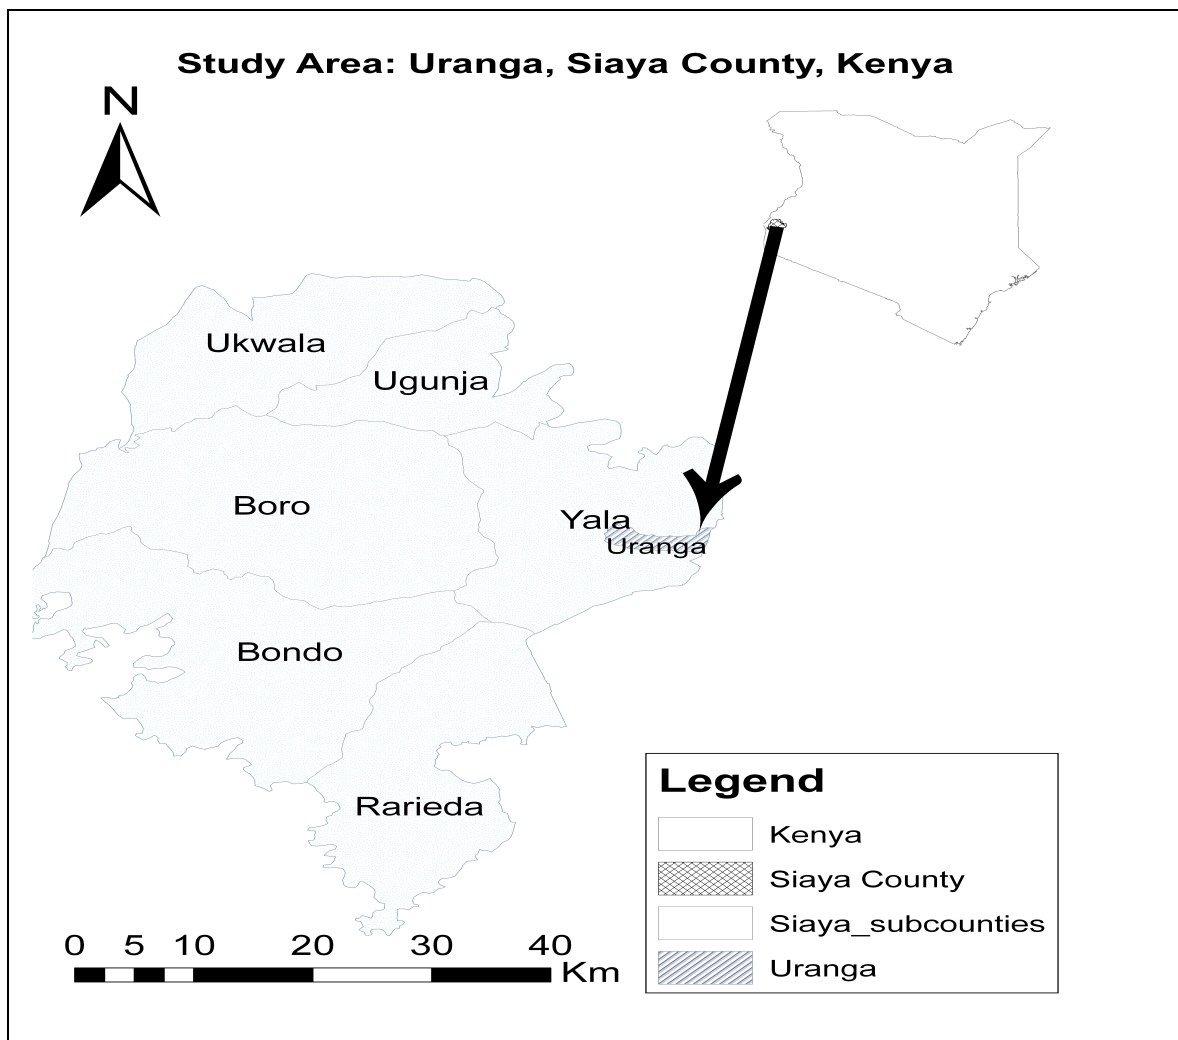 Study Area: Uranga, Siaya County, Kenya
N
Ukwala
Ugunja
Boro
Yala
Uranga
Bondo
Rarieda
Legend
Kenya
Siaya County
Siaya_subcounties
Uranga
0 5 10 20 30 40
Km